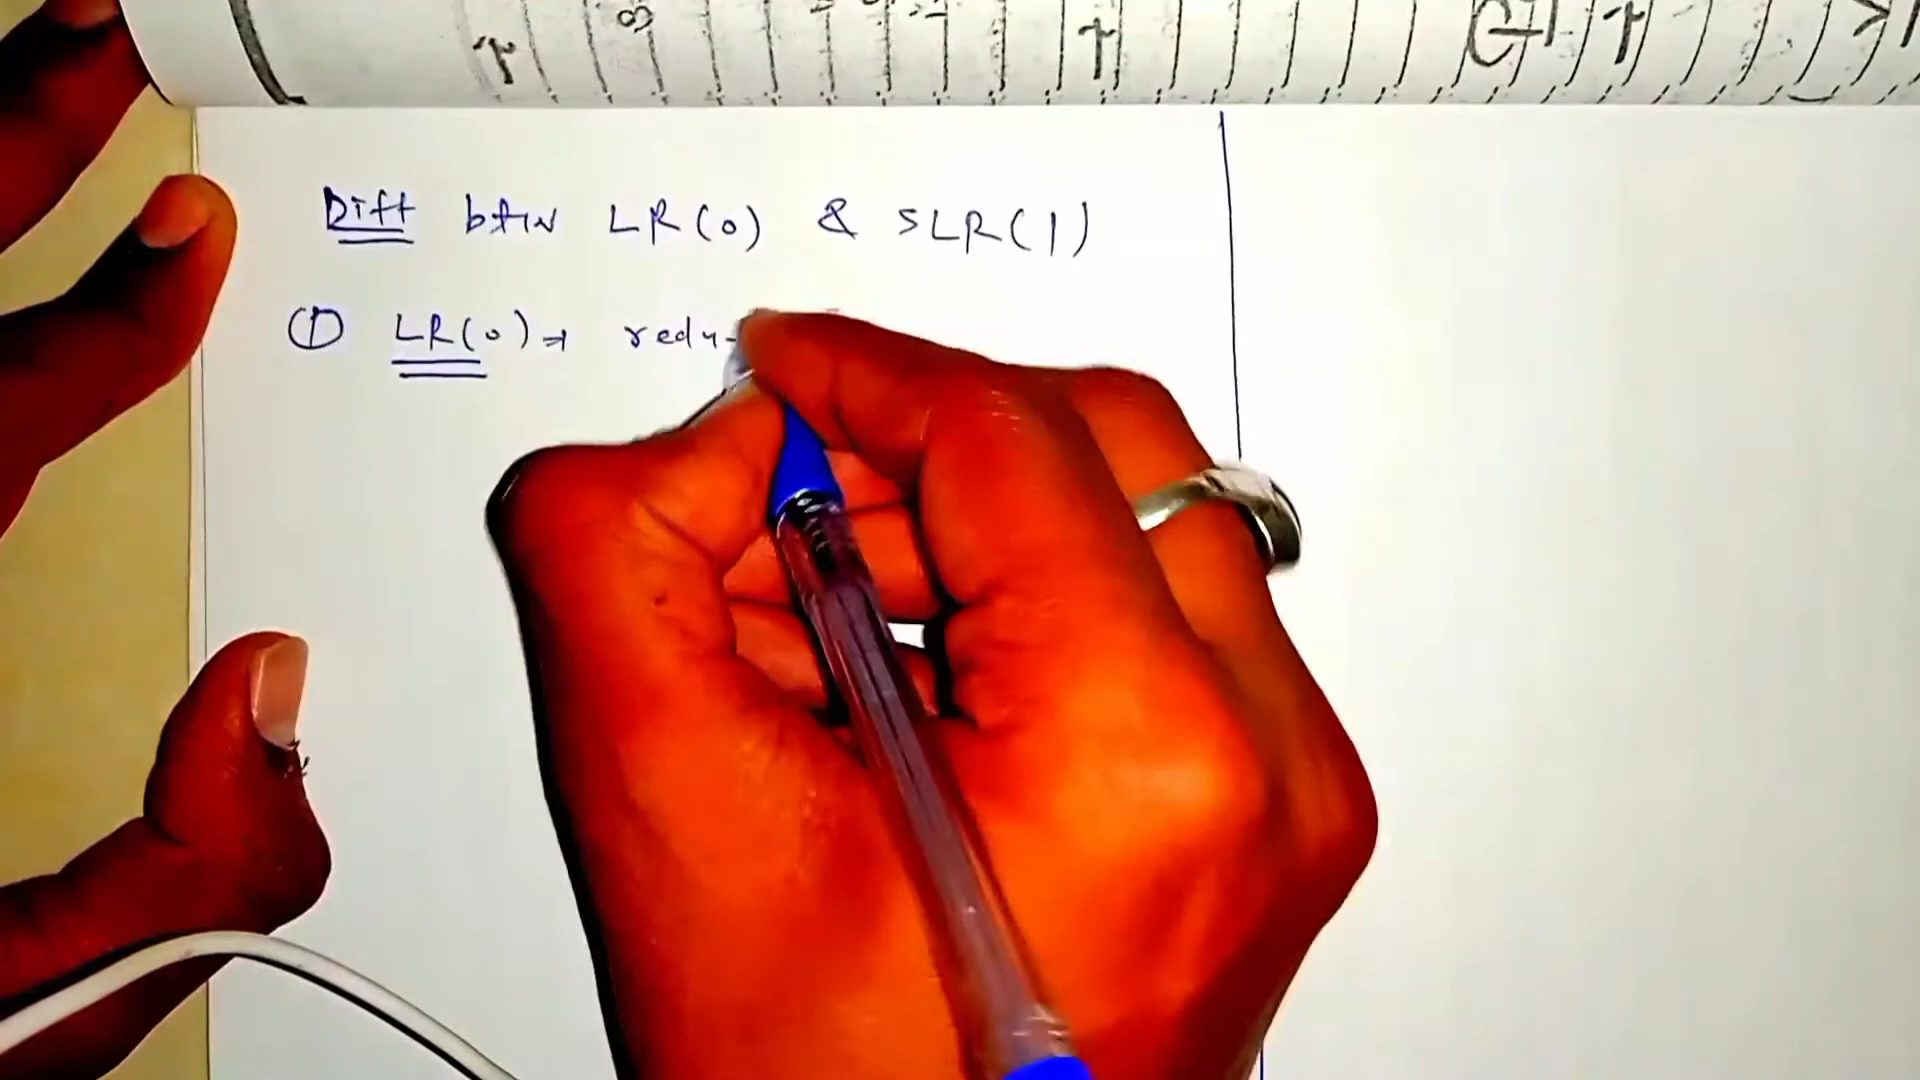 Diff btw LR(0) & SLR(1)
① LR(0) ⇒ redu